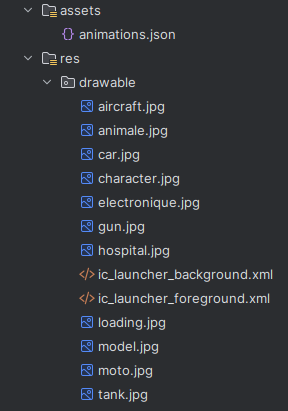 assets
animations.json
res
drawable
aircraft.jpg
animale.jpg
car.jpg
character.jpg
electronique.jpg
gun.jpg
hospital.jpg
ic_launcher_background.xml
ic_launcher_foreground.xml
loading.jpg
model.jpg
moto.jpg
tank.jpg